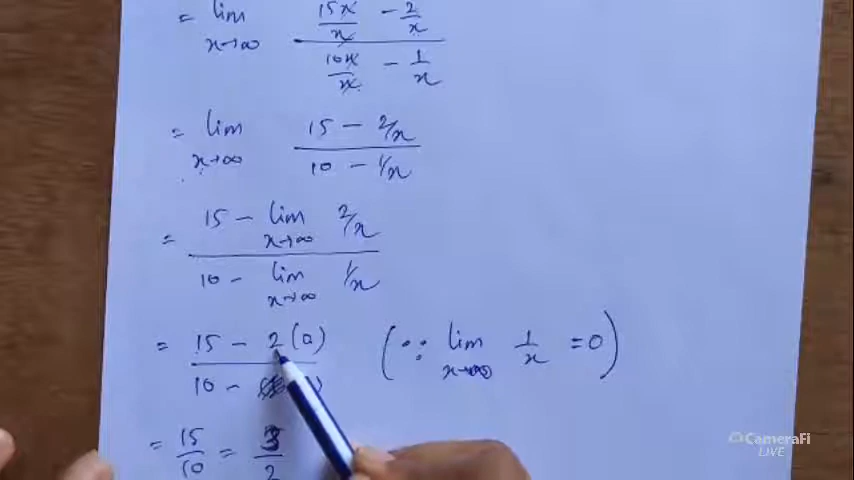 = lim x→∞ (15x/x - 2/x) / (10x/x - 1/x)
= lim x→∞ (15 - 2/x) / (10 - 1/x)
= (15 - lim x→∞ 2/x) / (10 - lim x→∞ 1/x)
= (15 - 2(0)) / (10 - (∵ lim x→∞ 1/x = 0)
= 15/10 = 3/2
CameraFi
LIVE